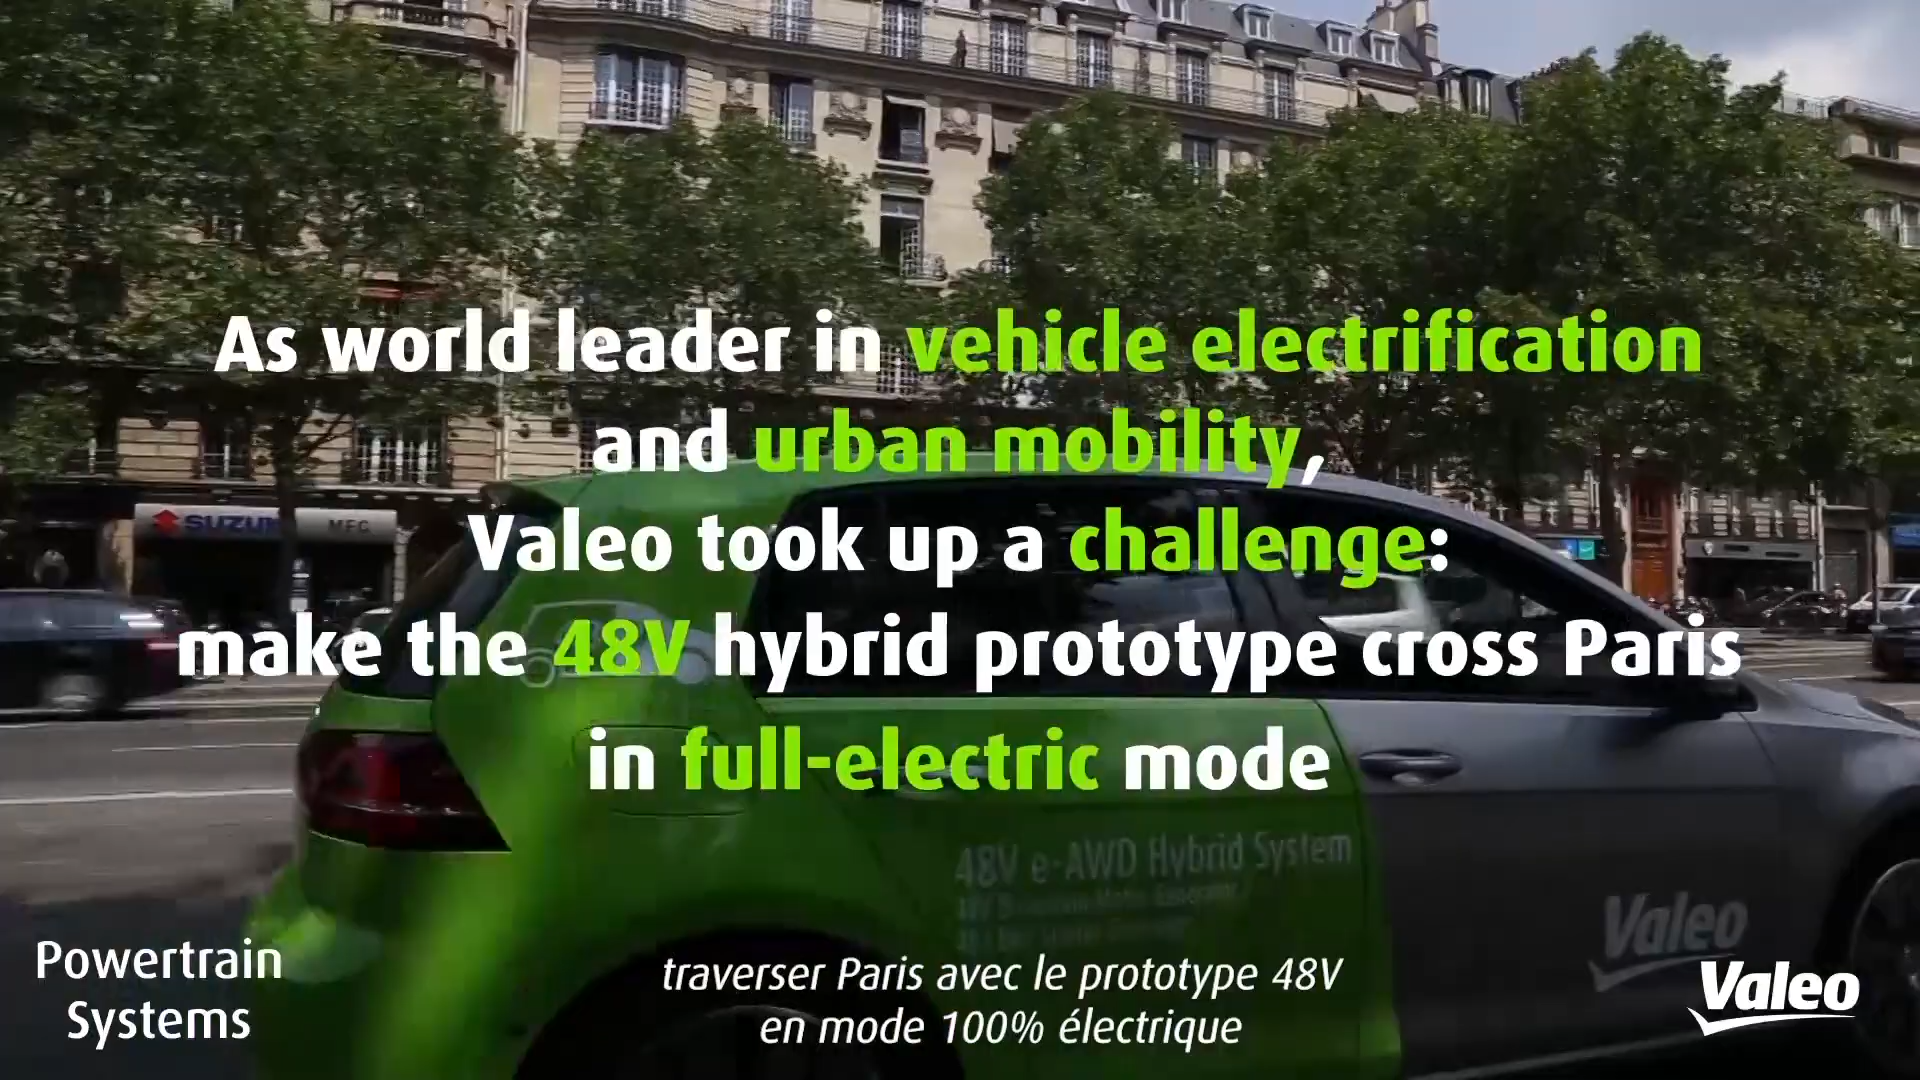 As world leader in vehicle electrification
and urban mobility,
Valeo took up a challenge:
make the 48V hybrid prototype cross Paris
in full-electric mode
SUZUKI
MFC
48V e-AWD Hybrid System
Valeo
Powertrain
Systems
traverser Paris avec le prototype 48V
en mode 100% électrique
Valeo